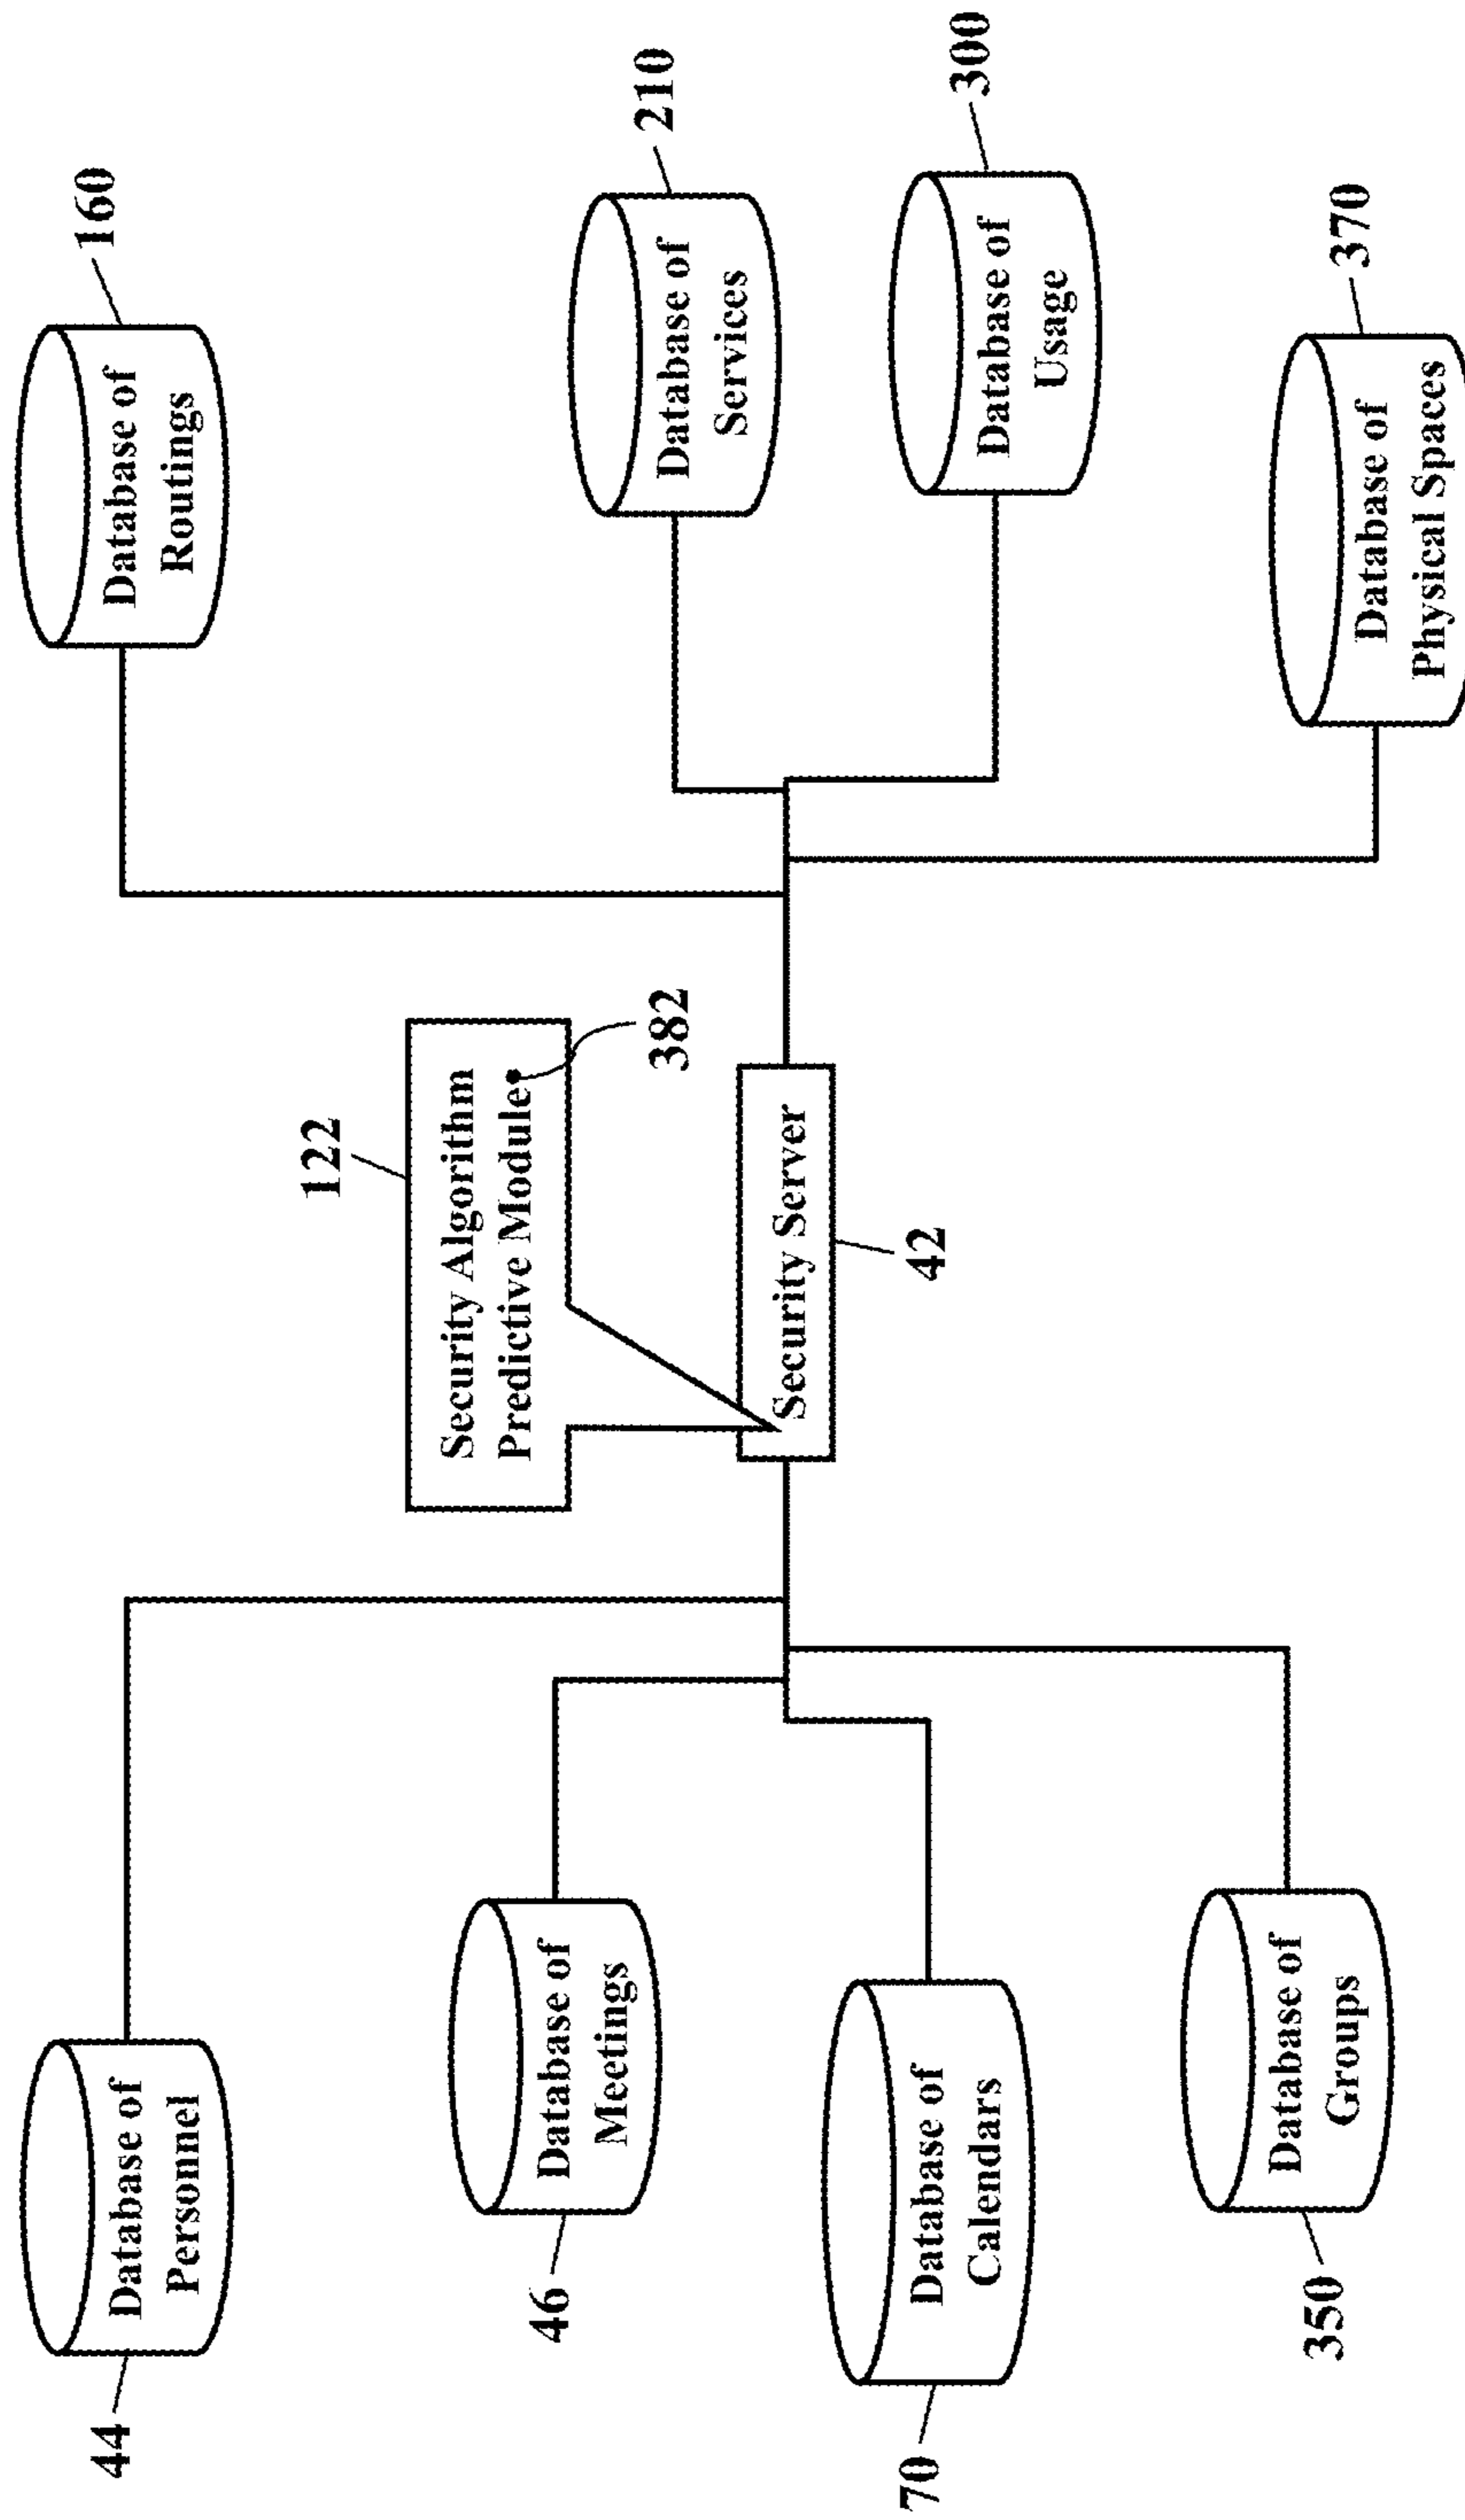 44
Database of
Personnel
Database of
Routings
160
122
Security Algorithm
Predictive Module
382
46
Database of
Meetings
Database of
Services
210
Security Server
42
70
Database of
Calendars
Database of
Usage
300
350
Database of
Groups
Database of
Physical Spaces
370